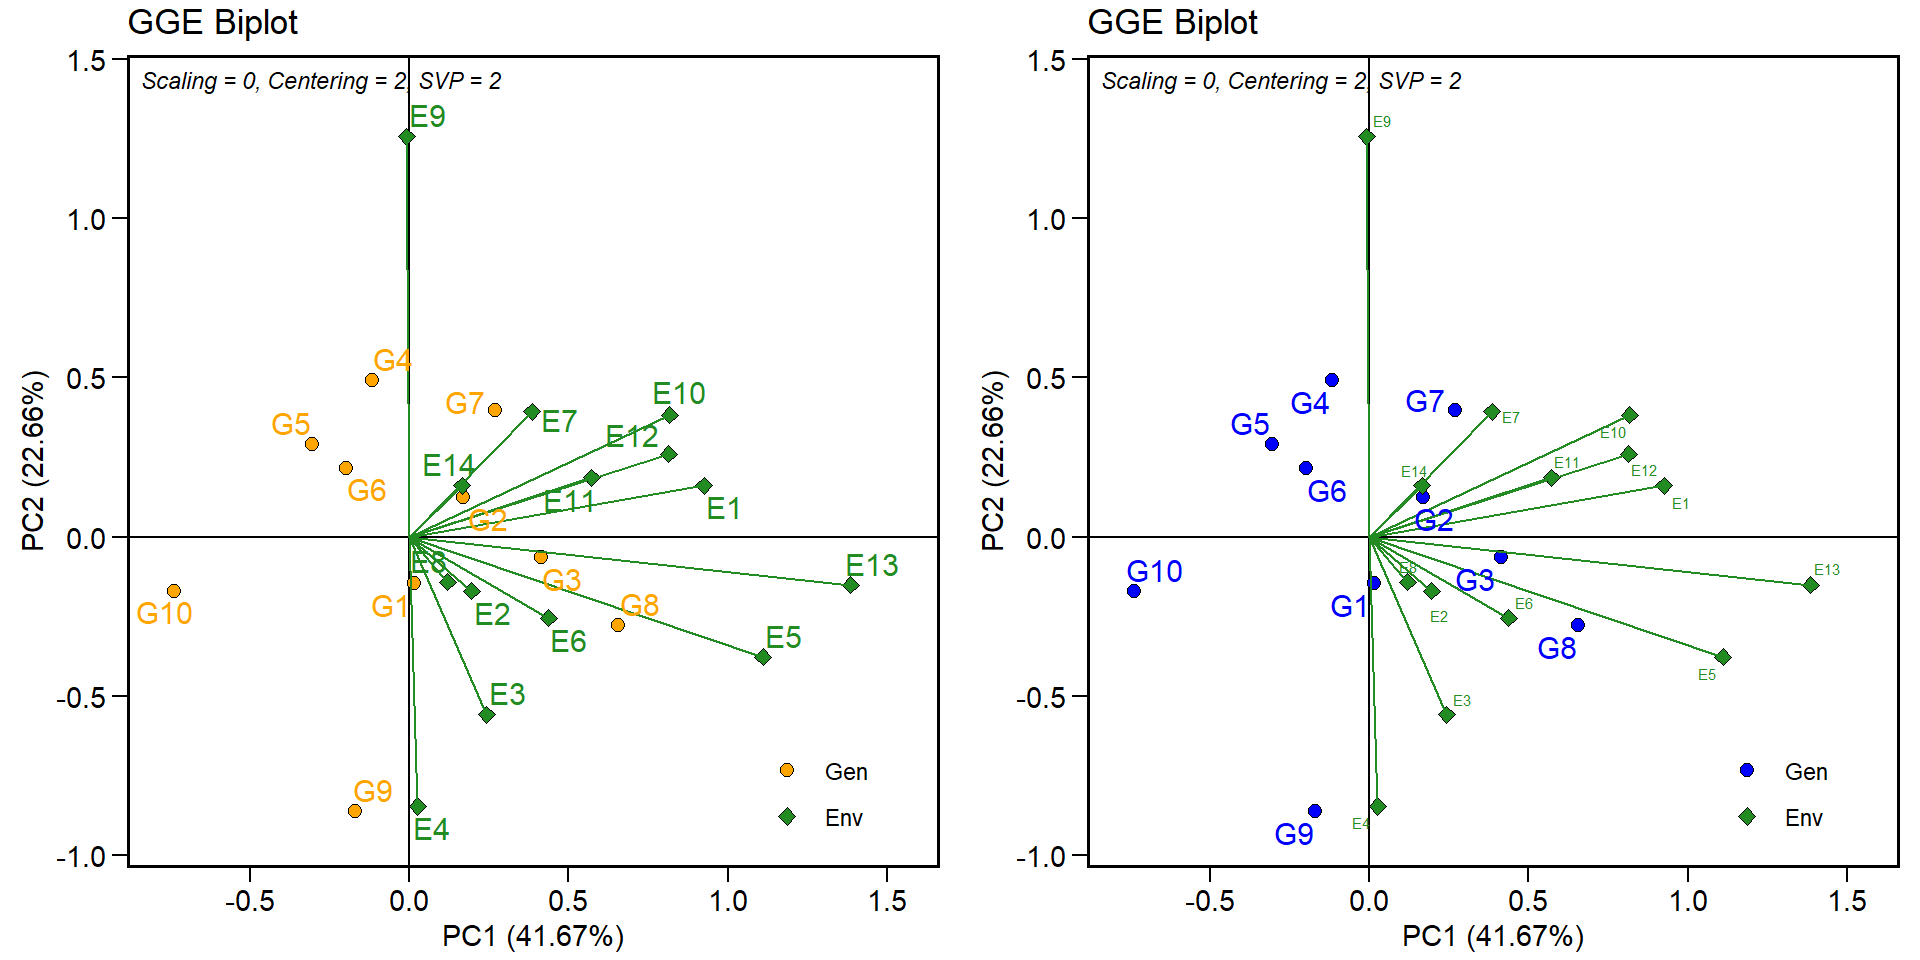 GGE Biplot
Scaling = 0, Centering = 2, SVP = 2
1.5
1.0
0.5
0.0
-0.5
-1.0
PC2 (22.66%)
E9
G4
G7
E10
E7
G5
E12
E14
G6
E11
G2
E1
E8
E13
G3
G10
G1
E2
G8
E6
E5
E3
G9
E4
Gen
Env
-0.5
0.0
0.5
1.0
1.5
PC1 (41.67%)
GGE Biplot
Scaling = 0, Centering = 2, SVP = 2
1.5
1.0
0.5
0.0
-0.5
-1.0
PC2 (22.66%)
E9
G4
G7
E7
G5
E10
E11
E14
E12
G6
E1
G2
E8
E13
G10
G3
G1
E6
E2
G8
E5
E3
E4
G9
Gen
Env
-0.5
0.0
0.5
1.0
1.5
PC1 (41.67%)